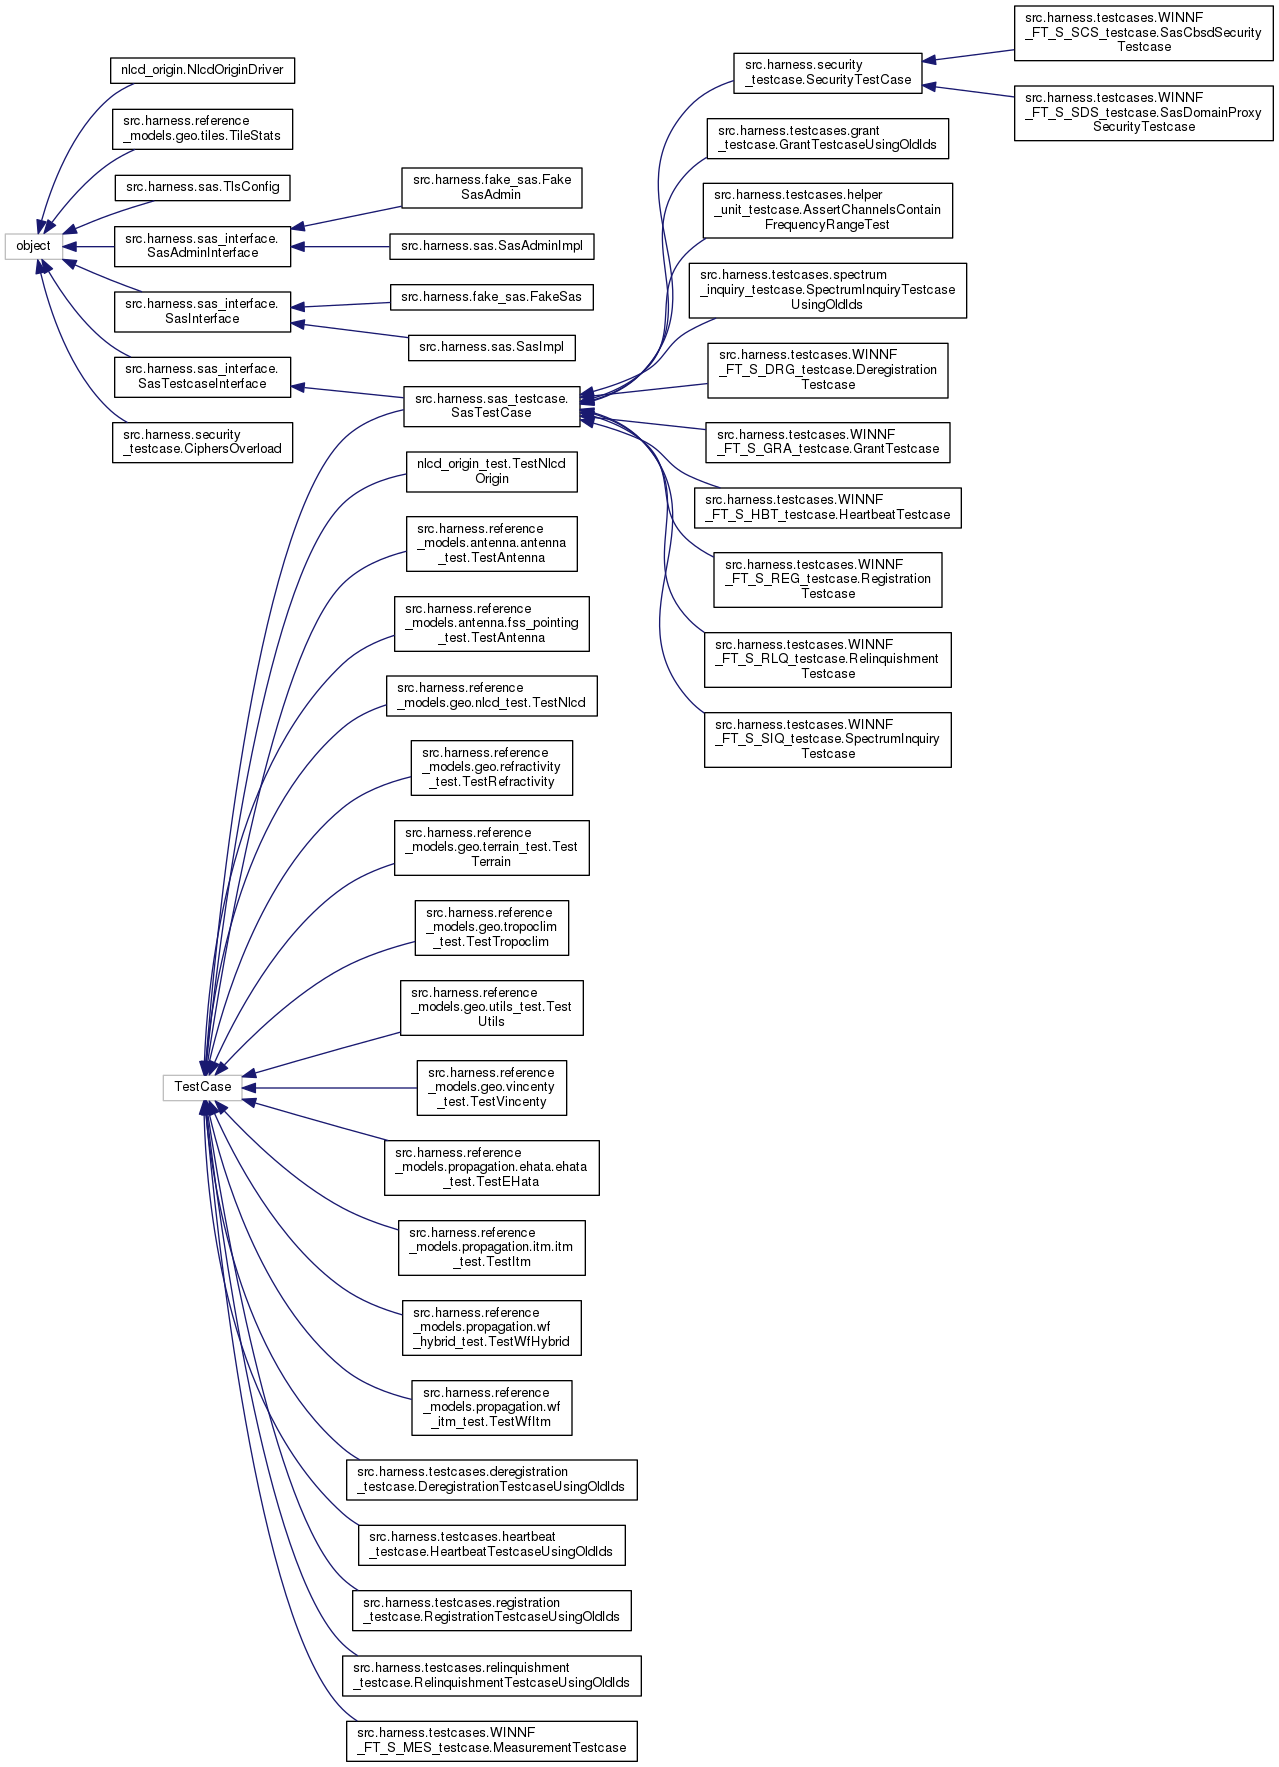 object
nlcd_origin.NlcdOriginDriver
src.harness.reference
_models.geo.tiles.TileStats
src.harness.sas.TlsConfig
src.harness.sas_interface.
SasAdminInterface
src.harness.fake_sas.Fake
SasAdmin
src.harness.sas.SasAdminImpl
src.harness.sas_interface.
SasInterface
src.harness.fake_sas.FakeSas
src.harness.sas.SasImpl
src.harness.sas_interface.
SasTestcaseInterface
src.harness.security
_testcase.CiphersOverload
src.harness.sas_testcase.
SasTestCase
src.harness.security
_testcase.SecurityTestCase
src.harness.testcases.WINNF
_FT_S_SCS_testcase.SasCbsdSecurity
Testcase
src.harness.testcases.WINNF
_FT_S_SDS_testcase.SasDomainProxy
SecurityTestcase
src.harness.testcases.grant
_testcase.GrantTestcaseUsingOldIds
src.harness.testcases.helper
_unit_testcase.AssertChannelsContain
FrequencyRangeTest
src.harness.testcases.spectrum
_inquiry_testcase.SpectrumInquiryTestcase
UsingOldIds
src.harness.testcases.WINNF
_FT_S_DRG_testcase.Deregistration
Testcase
src.harness.testcases.WINNF
_FT_S_GRA_testcase.GrantTestcase
src.harness.testcases.WINNF
_FT_S_HBT_testcase.HeartbeatTestcase
src.harness.testcases.WINNF
_FT_S_REG_testcase.Registration
Testcase
src.harness.testcases.WINNF
_FT_S_RLQ_testcase.Relinquishment
Testcase
src.harness.testcases.WINNF
_FT_S_SIQ_testcase.SpectrumInquiry
Testcase
TestCase
nlcd_origin_test.TestNlcd
Origin
src.harness.reference
_models.antenna.antenna
_test.TestAntenna
src.harness.reference
_models.antenna.fss_pointing
_test.TestAntenna
src.harness.reference
_models.geo.nlcd_test.TestNlcd
src.harness.reference
_models.geo.refractivity
_test.TestRefractivity
src.harness.reference
_models.geo.terrain_test.Test
Terrain
src.harness.reference
_models.geo.tropoclim
_test.TestTropoclim
src.harness.reference
_models.geo.utils_test.Test
Utils
src.harness.reference
_models.geo.vincenty
_test.TestVincenty
src.harness.reference
_models.propagation.ehata.ehata
_test.TestEHata
src.harness.reference
_models.propagation.itm.itm
_test.TestItm
src.harness.reference
_models.propagation.wf
_hybrid_test.TestWfHybrid
src.harness.reference
_models.propagation.wf
_itm_test.TestWfItm
src.harness.testcases.deregistration
_testcase.DeregistrationTestcaseUsingOldIds
src.harness.testcases.heartbeat
_testcase.HeartbeatTestcaseUsingOldIds
src.harness.testcases.registration
_testcase.RegistrationTestcaseUsingOldIds
src.harness.testcases.relinquishment
_testcase.RelinquishmentTestcaseUsingOldIds
src.harness.testcases.WINNF
_FT_S_MES_testcase.MeasurementTestcase